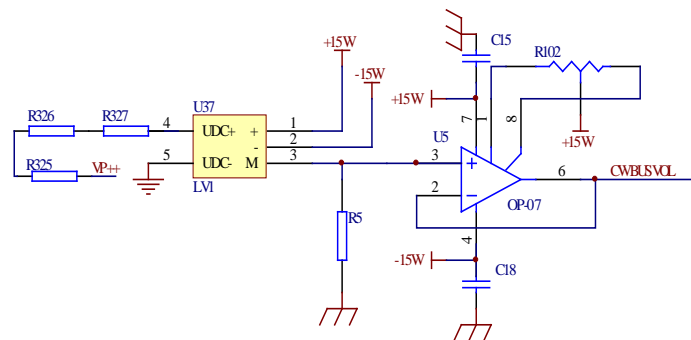 +15W
-15W
C15
R102
+15W
7
1
8
+15W
U37
R326
R327
4
UDC+
+
1
-
2
5
UDC-
M
3
LV1
R325
VP++
U5
3
+
2
-
6
CWBUSVOL
OP-07
R5
4
-15W
C18